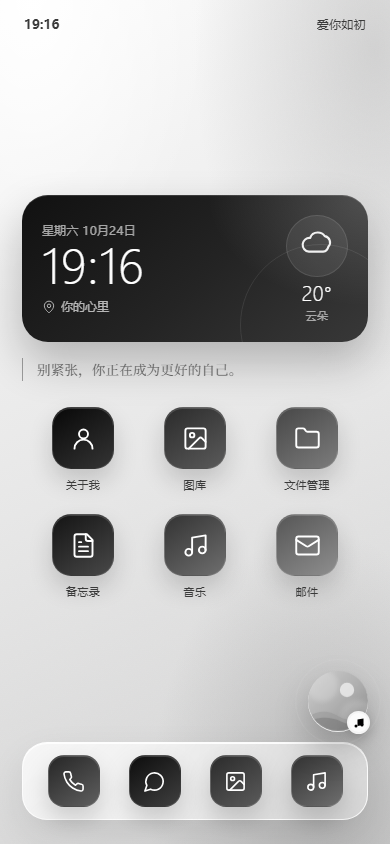 19:16 爱你如初
星期六 10月24日
19:16
你的心里
20°
云朵
别紧张，你正在成为更好的自己。
关于我 图库 文件管理
备忘录 音乐 邮件